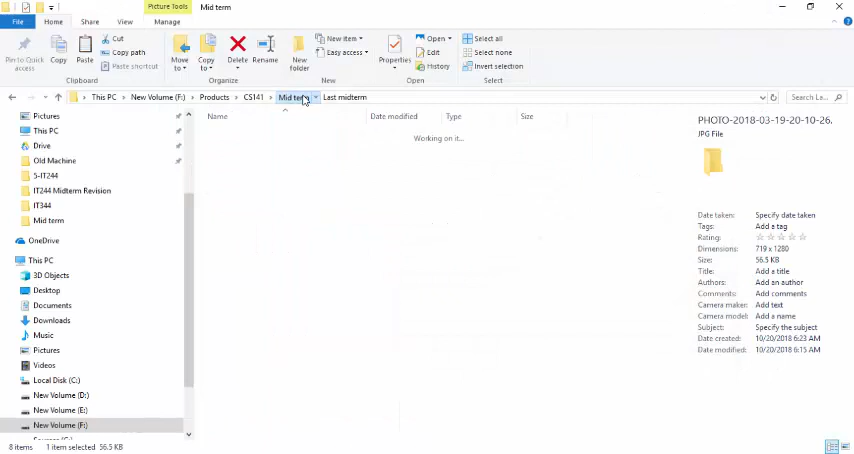 Picture Tools Mid term
File Home Share View Manage
Pin to Quick access
Copy
Paste
Cut
Copy path
Paste shortcut
Clipboard
Move to
Copy to
Delete
Rename
Organize
New folder
New item
Easy access
New
Properties
Open
Edit
History
Open
Select all
Select none
Invert selection
Select
This PC > New Volume (F:) > Products > CS141 > Mid term Last midterm
Search La...
Pictures
This PC
Drive
Old Machine
5-IT244
IT244 Midterm Revision
IT344
Mid term
OneDrive
This PC
3D Objects
Desktop
Documents
Downloads
Music
Pictures
Videos
Local Disk (C:)
New Volume (D:)
New Volume (E:)
New Volume (F:)
Name Date modified Type Size
Working on it...
PHOTO-2018-03-19-20-10-26.
JPG File
Date taken: Specify date taken
Tags: Add a tag
Rating:
Dimensions: 719 x 1280
Size: 56.5 KB
Title: Add a title
Authors: Add an author
Comments: Add comments
Camera maker: Add text
Camera model: Add a name
Subject: Specify the subject
Date created: 10/20/2018 6:23 AM
Date modified: 10/20/2018 6:15 AM
8 items 1 item selected 56.5 KB